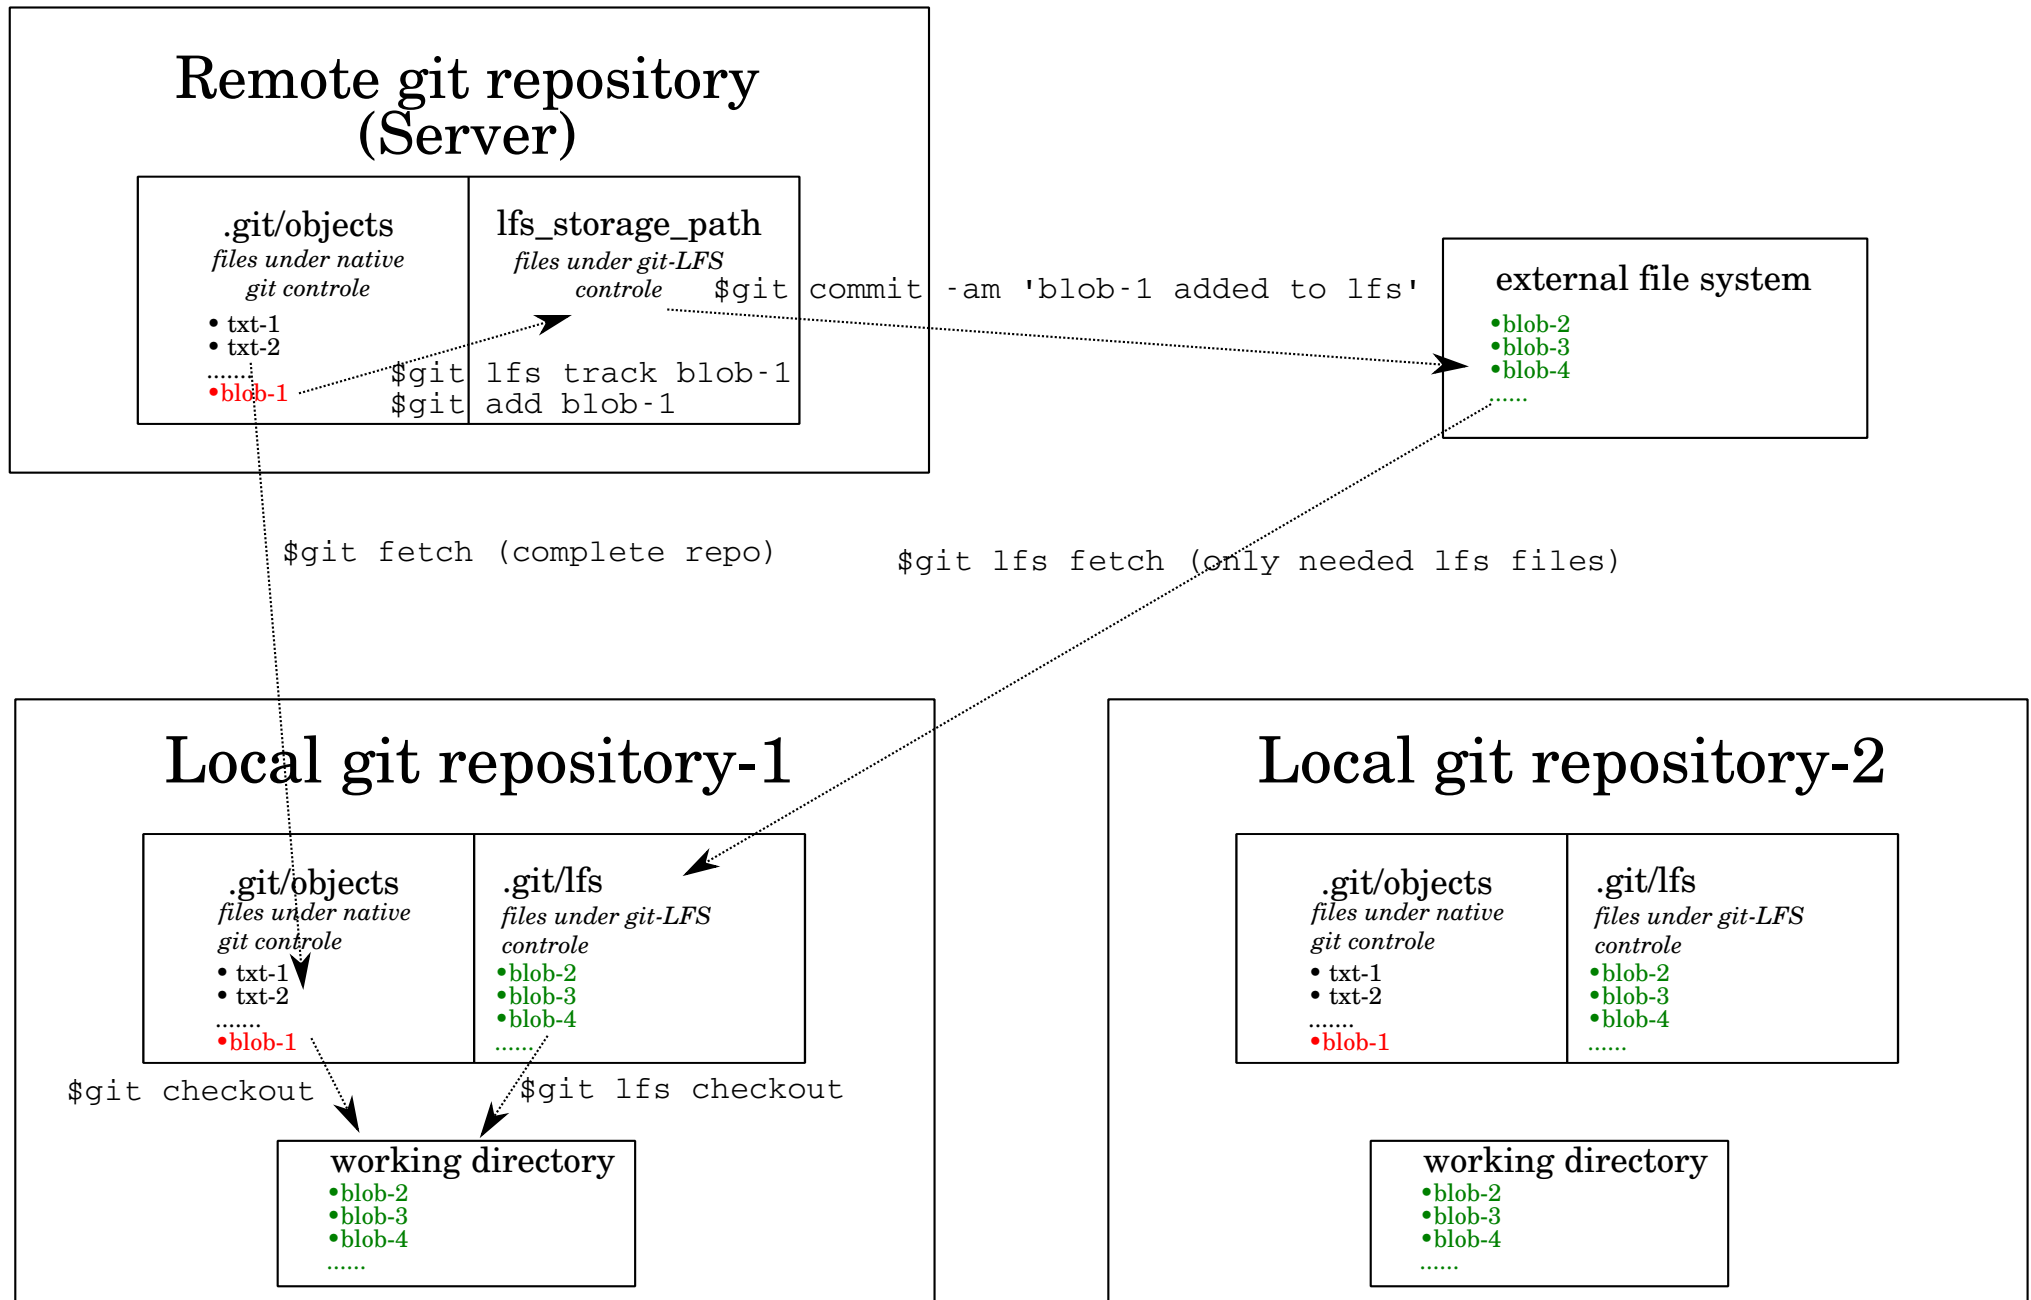 Remote git repository
(Server)
.git/objects
files under native
git controle
• txt-1
• txt-2
.......
•blob-1
lfs_storage_path
files under git-LFS
controle
$git commit -am 'blob-1 added to lfs'
$git lfs track blob-1
$git add blob-1
external file system
•blob-2
•blob-3
•blob-4
......
$git fetch (complete repo)
$git lfs fetch (only needed lfs files)
Local git repository-1
.git/objects
files under native
git controle
• txt-1
• txt-2
.......
•blob-1
.git/lfs
files under git-LFS
controle
•blob-2
•blob-3
•blob-4
......
$git checkout
$git lfs checkout
working directory
•blob-2
•blob-3
•blob-4
......
Local git repository-2
.git/objects
files under native
git controle
• txt-1
• txt-2
.......
•blob-1
.git/lfs
files under git-LFS
controle
•blob-2
•blob-3
•blob-4
......
working directory
•blob-2
•blob-3
•blob-4
......